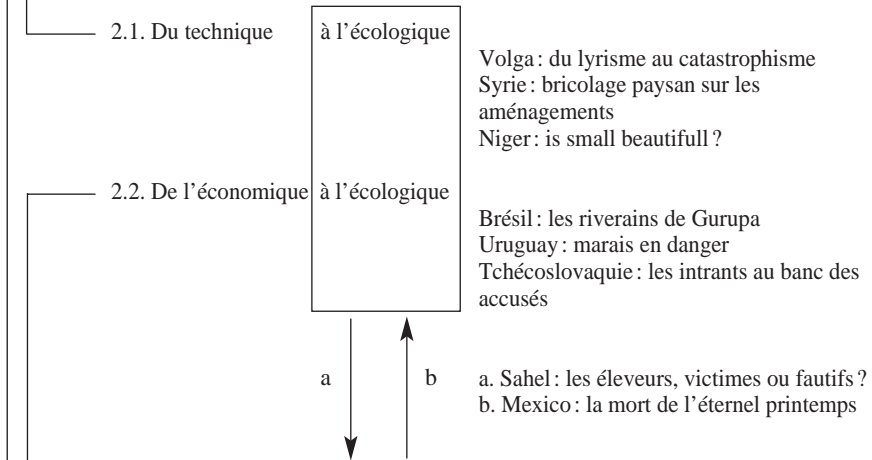 2.1. Du technique à l’écologique
Volga : du lyrisme au catastrophisme
Syrie : bricolage paysan sur les
aménagements
Niger : is small beautifull ?
2.2. De l’économique à l’écologique
Brésil : les riverains de Gurupa
Uruguay : marais en danger
Tchécoslovaquie : les intrants au banc des
accusés
a b
a. Sahel : les éleveurs, victimes ou fautifs ?
b. Mexico : la mort de l’éternel printemps